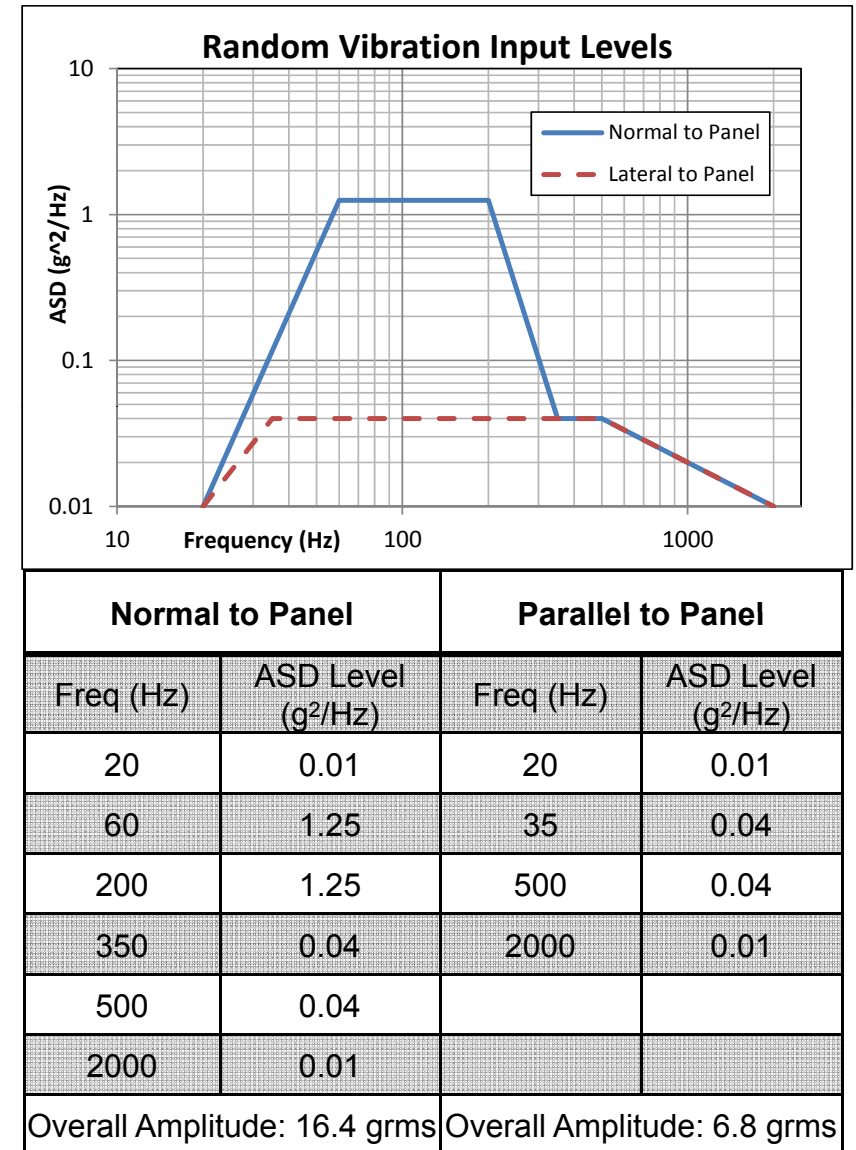 Random Vibration Input Levels
10
1
0.1
0.01
ASD (g^2/Hz)
Normal to Panel
Lateral to Panel
10 Frequency (Hz) 100 1000
Normal to Panel Parallel to Panel
Freq (Hz) ASD Level (g²/Hz) Freq (Hz) ASD Level (g²/Hz)
20 0.01 20 0.01
60 1.25 35 0.04
200 1.25 500 0.04
350 0.04 2000 0.01
500 0.04
2000 0.01
Overall Amplitude: 16.4 grms Overall Amplitude: 6.8 grms